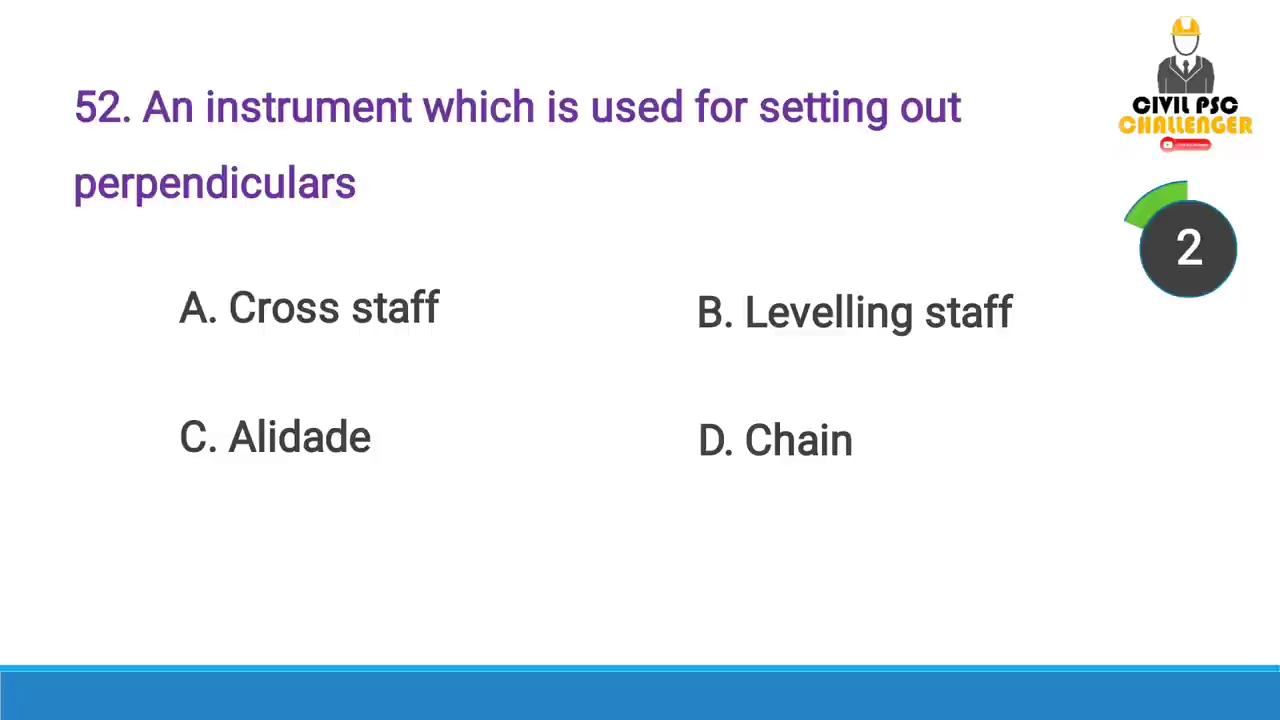 52. An instrument which is used for setting out
perpendiculars
A. Cross staff
B. Levelling staff
C. Alidade
D. Chain
CIVIL PSC
CHALLENGER
2